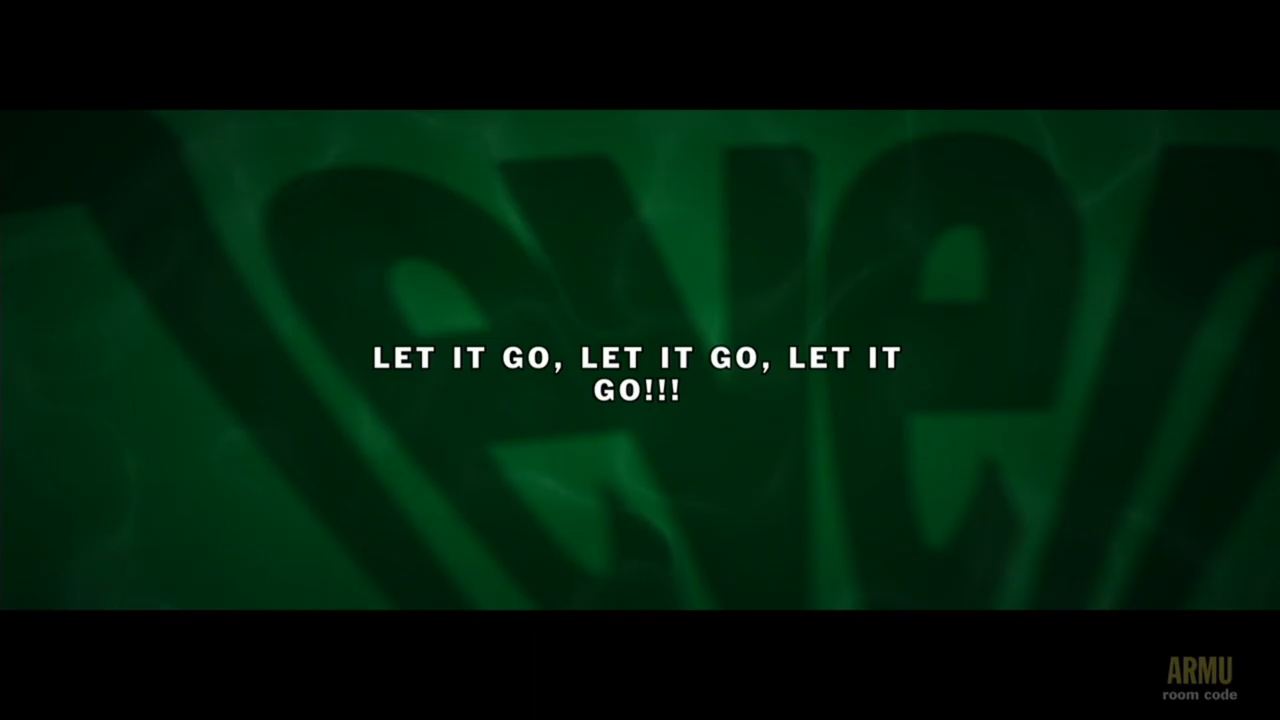 LET IT GO, LET IT GO, LET IT
GO!!!
ARMU
room code